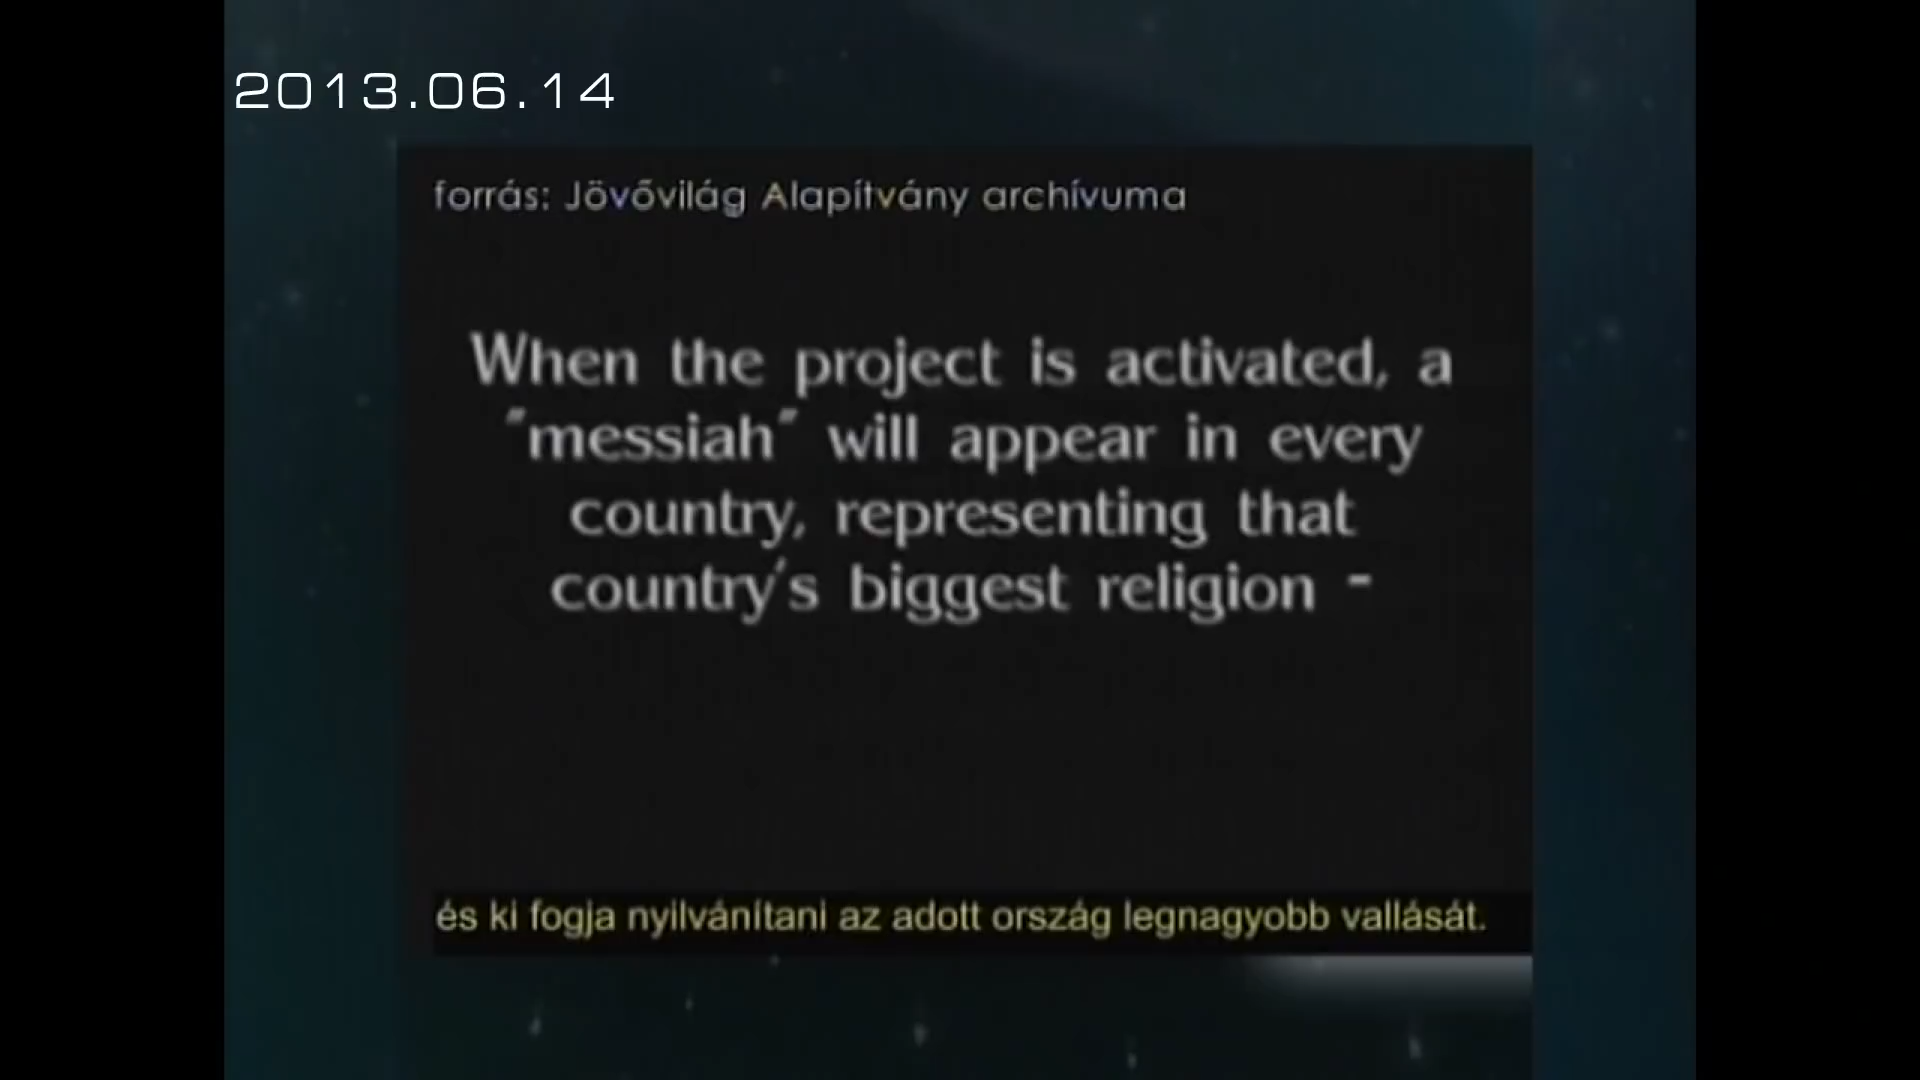 2013.06.14
forrás: Jövővilág Alapítvány archívuma
When the project is activated, a
"messiah" will appear in every
country, representing that
country's biggest religion -
és ki fogja nyilvánítani az adott ország legnagyobb vallását.